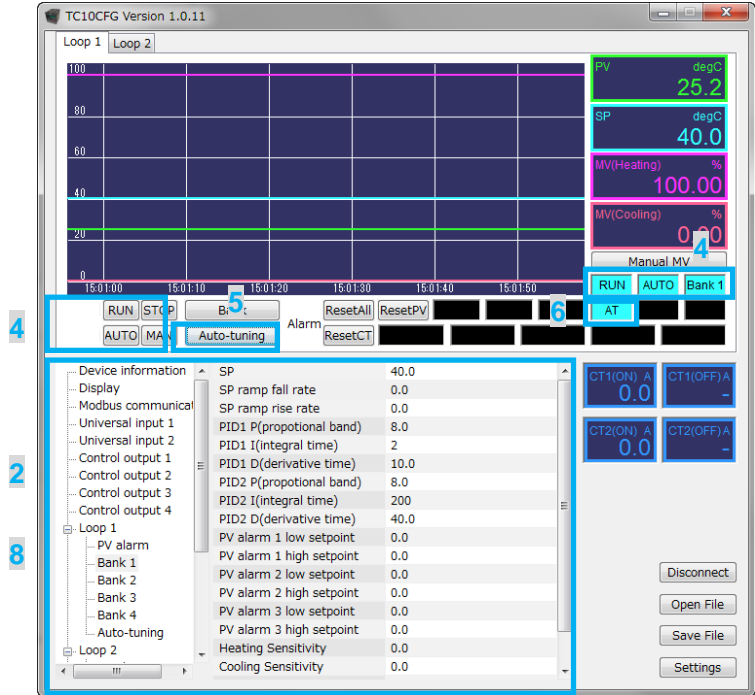 TC10CFG Version 1.0.11
Loop 1 Loop 2
100
80
60
40
20
0
15:01:00 15:01:10 15:01:20 15:01:30 15:01:40 15:01:50
PV degC
25.2
SP degC
40.0
MV(Heating) %
100.00
MV(Cooling) %
0.00
4
Manual MV
RUN AUTO Bank 1
6 AT
4
RUN STOP 5 ResetAll ResetPV
Alarm
AUTO MAN Auto-tuning ResetCT
2
8
Device information
Display
Modbus communicat
Universal input 1
Universal input 2
Control output 1
Control output 2
Control output 3
Control output 4
Loop 1
PV alarm
Bank 1
Bank 2
Bank 3
Bank 4
Auto-tuning
Loop 2
SP 40.0
SP ramp fall rate 0.0
SP ramp rise rate 0.0
PID1 P(propotional band) 8.0
PID1 I(integral time) 2
PID1 D(derivative time) 10.0
PID2 P(propotional band) 8.0
PID2 I(integral time) 200
PID2 D(derivative time) 40.0
PV alarm 1 low setpoint 0.0
PV alarm 1 high setpoint 0.0
PV alarm 2 low setpoint 0.0
PV alarm 2 high setpoint 0.0
PV alarm 3 low setpoint 0.0
PV alarm 3 high setpoint 0.0
Heating Sensitivity 0.0
Cooling Sensitivity 0.0
CT1(ON) A
0.0
CT1(OFF) A
-
CT2(ON) A
0.0
CT2(OFF) A
-
Disconnect
Open File
Save File
Settings